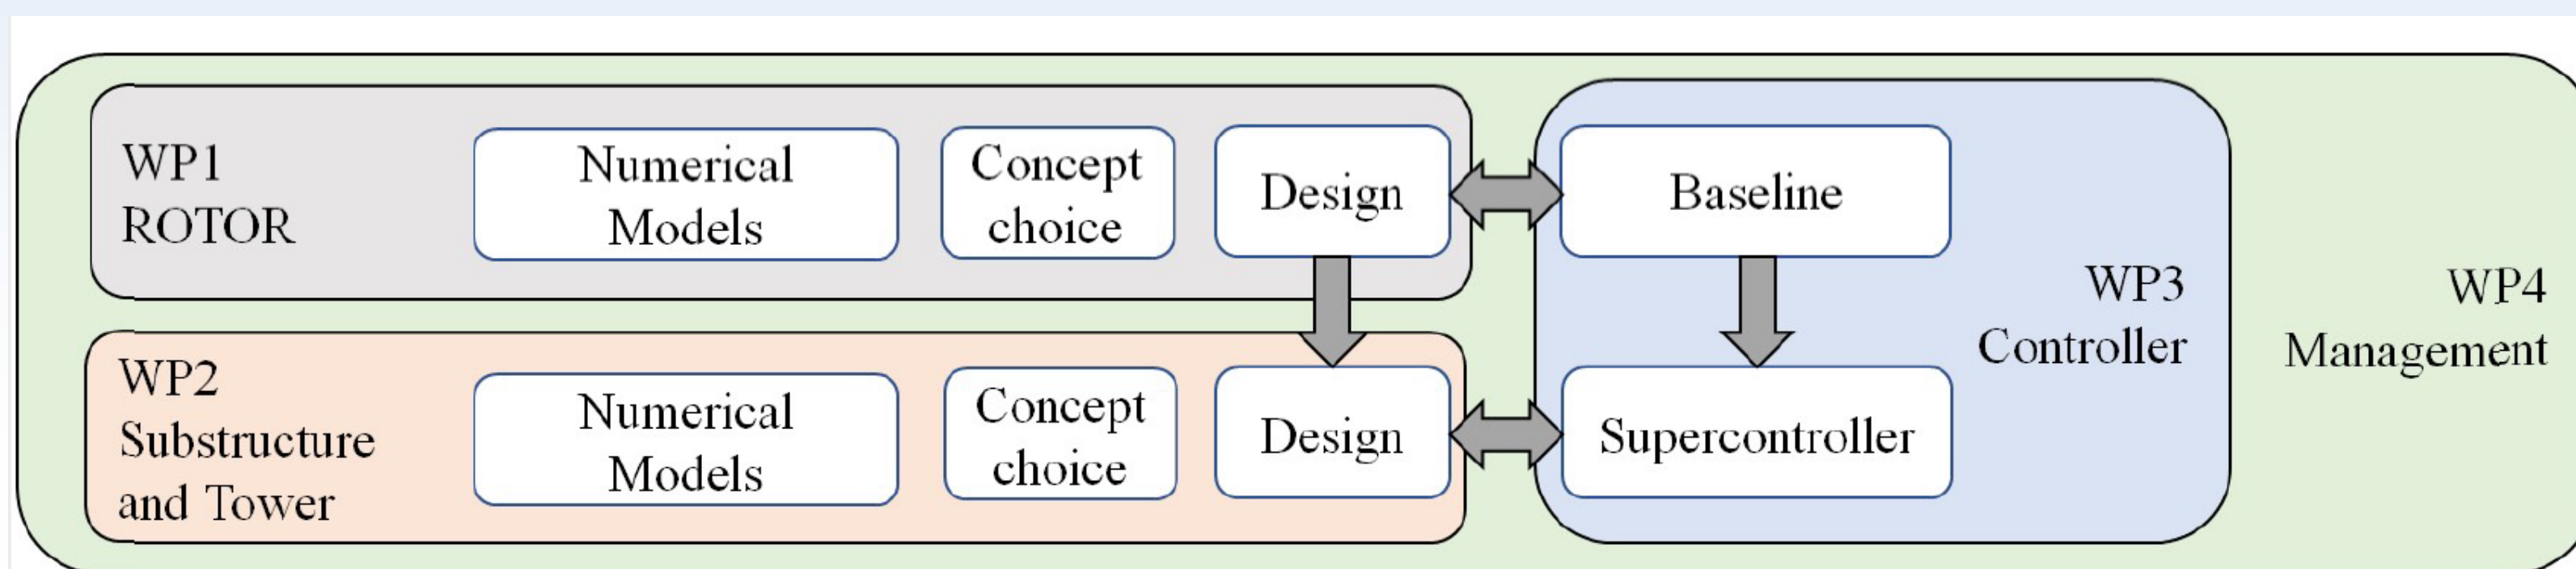 WP1
ROTOR
Numerical
Models
Concept
choice
Design
Baseline
WP2
Substructure
and Tower
Numerical
Models
Concept
choice
Design
Supercontroller
WP3
Controller
WP4
Management